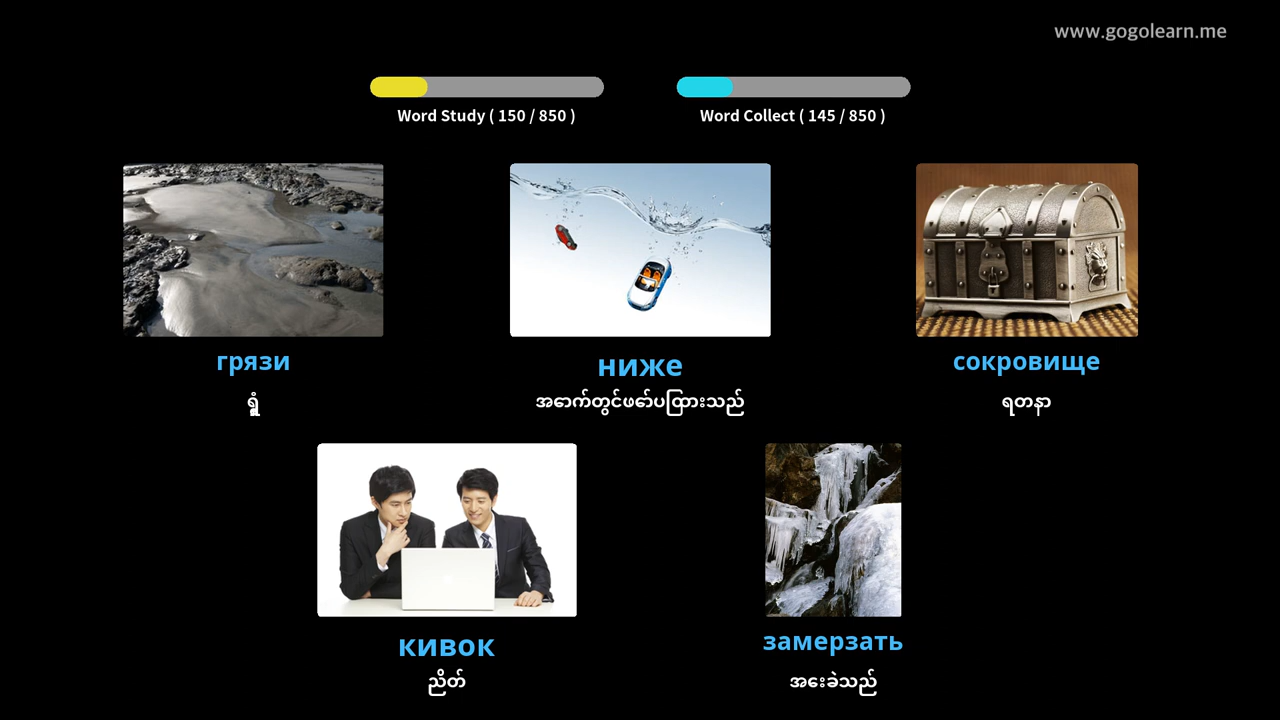 www.gogolearn.me
Word Study ( 150 / 850 )
Word Collect ( 145 / 850 )
грязи
ရွှံ့
ниже
အောက်တွင်ဖော်ပြထားသည်
сокровище
ရတနာ
кивок
ညိတ်
замерзать
အေးခဲသည်